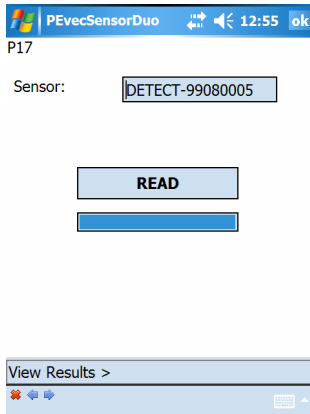 PEvecSensorDuo 12:55 ok
P17
Sensor: DETECT-99080005
READ
View Results >